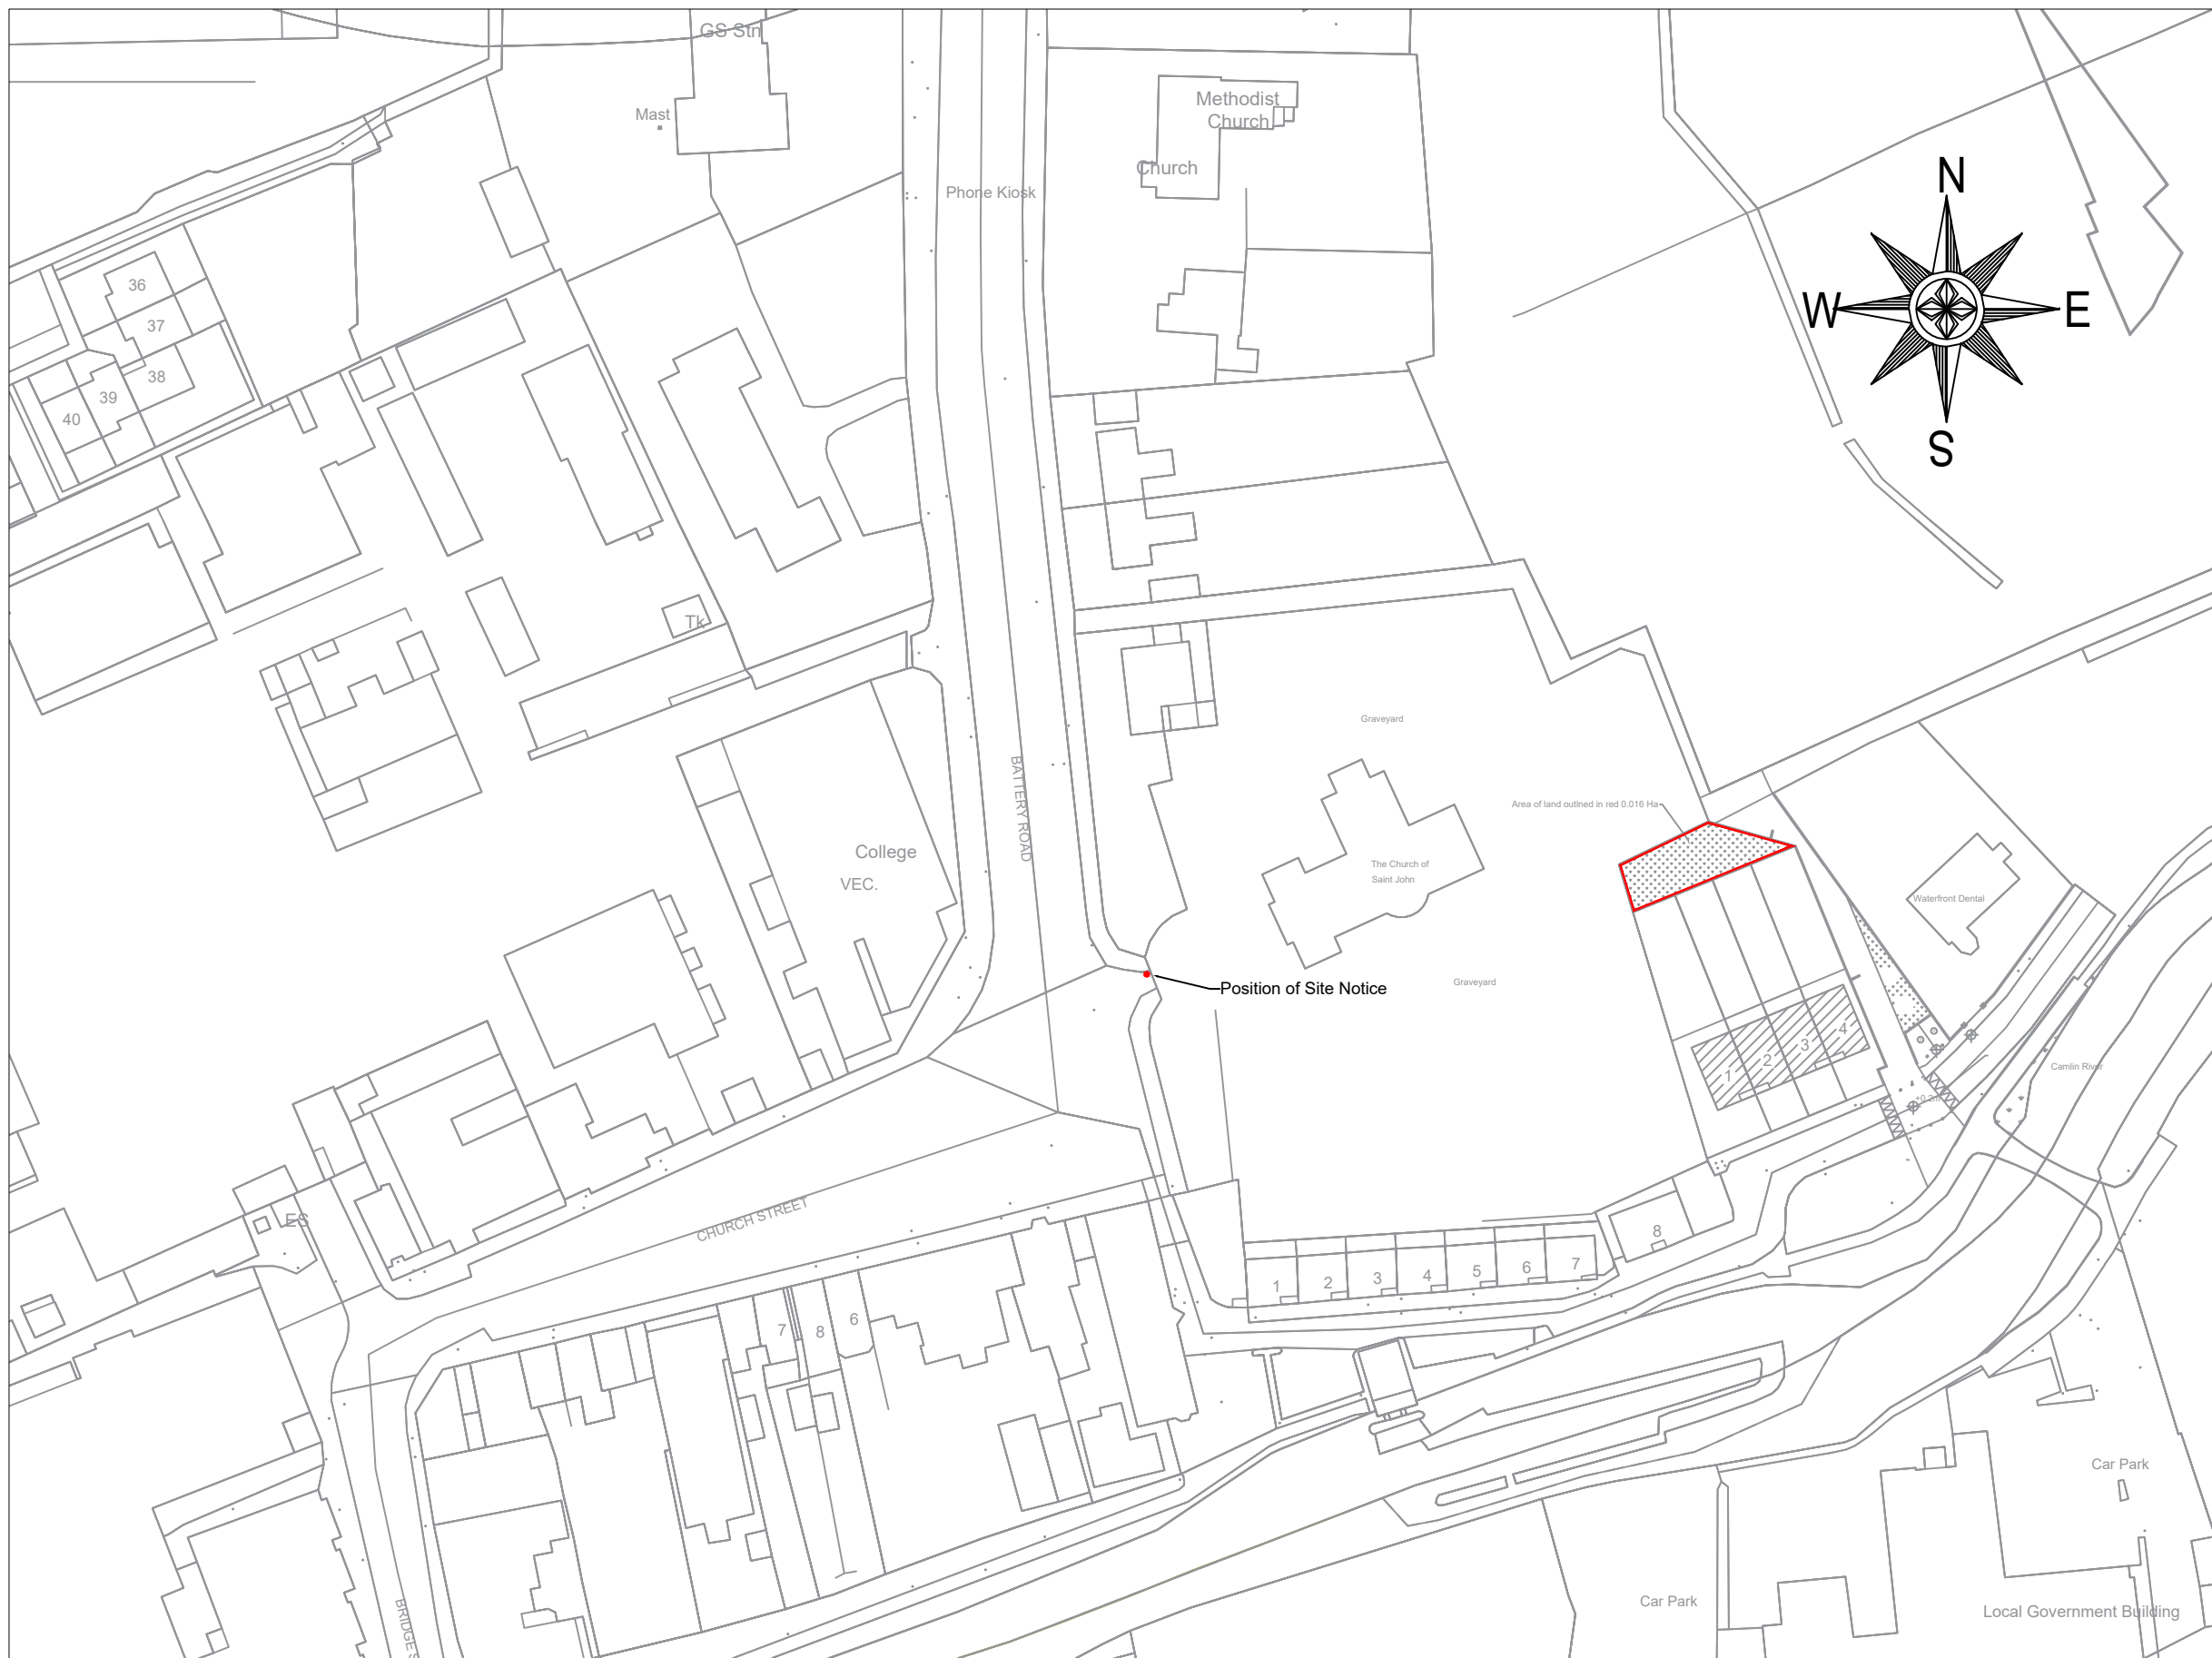 GS Stn
Mast
Methodist
Church
Church
Phone Kiosk
N
W
E
S
36
37
38
39
40
Tk
Graveyard
BATTERY ROAD
Area of land outlned in red 0.016 Ha
College
VEC.
The Church of
Saint John
Waterfront Dental
Position of Site Notice
Graveyard
1
2
3
4
Camlin River
+0.2m
ES
CHURCH STREET
1
2
3
4
5
6
7
8
7
8
6
Car Park
Car Park
Local Government Building